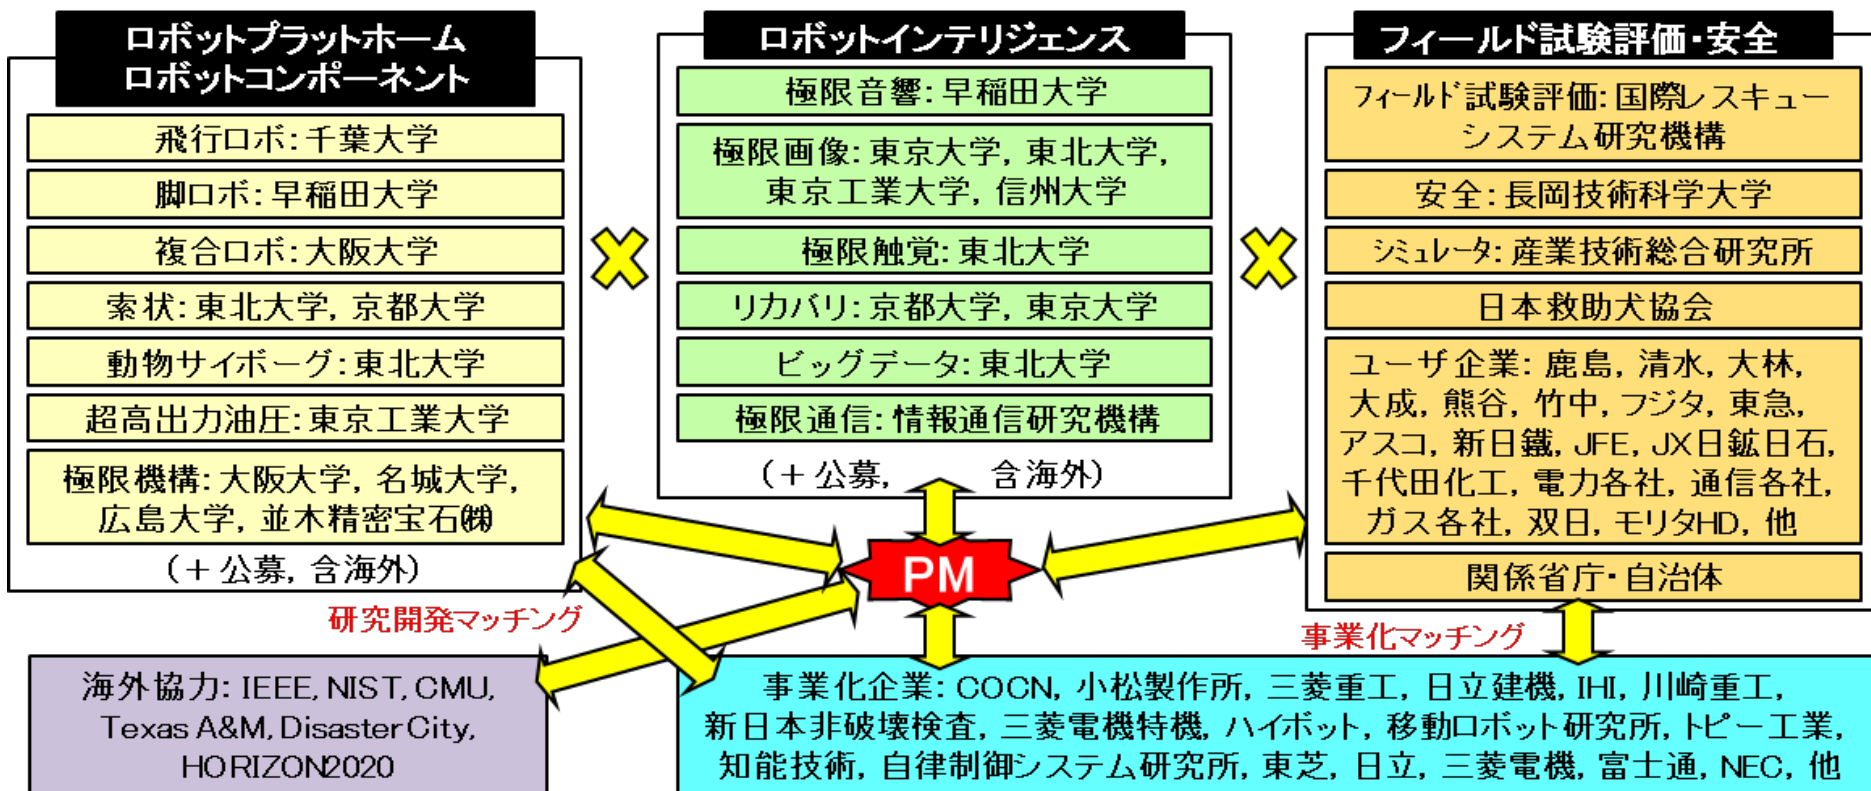 ロボットプラットホーム
ロボットコンポーネント
飛行ロボ:千葉大学
脚ロボ:早稲田大学
複合ロボ:大阪大学
索状:東北大学, 京都大学
動物サイボーグ:東北大学
超高出力油圧:東京工業大学
極限機構:大阪大学, 名城大学,
広島大学, 並木精密宝石㈱
(+公募, 含海外)
ロボットインテリジェンス
極限音響:早稲田大学
極限画像:東京大学, 東北大学,
東京工業大学, 信州大学
極限触覚:東北大学
リカバリ:京都大学, 東京大学
ビッグデータ:東北大学
極限通信:情報通信研究機構
(+公募, 含海外)
フィールド試験評価・安全
フィールド試験評価:国際レスキュー
システム研究機構
安全:長岡技術科学大学
シミュレータ:産業技術総合研究所
日本救助犬協会
ユーザ企業:鹿島, 清水, 大林,
大成, 熊谷, 竹中, フジタ, 東急,
アスコ, 新日鐵, JFE, JX日鉱日石,
千代田化工, 電力各社, 通信各社,
ガス各社, 双日, モリタHD, 他
関係省庁・自治体
PM
研究開発マッチング
事業化マッチング
海外協力:IEEE, NIST, CMU,
Texas A&M, Disaster City,
HORIZON2020
事業化企業:COCN, 小松製作所, 三菱重工, 日立建機, IHI, 川崎重工,
新日本非破壊検査, 三菱電機特機, ハイボット, 移動ロボット研究所, トピー工業,
知能技術, 自律制御システム研究所, 東芝, 日立, 三菱電機, 富士通, NEC, 他